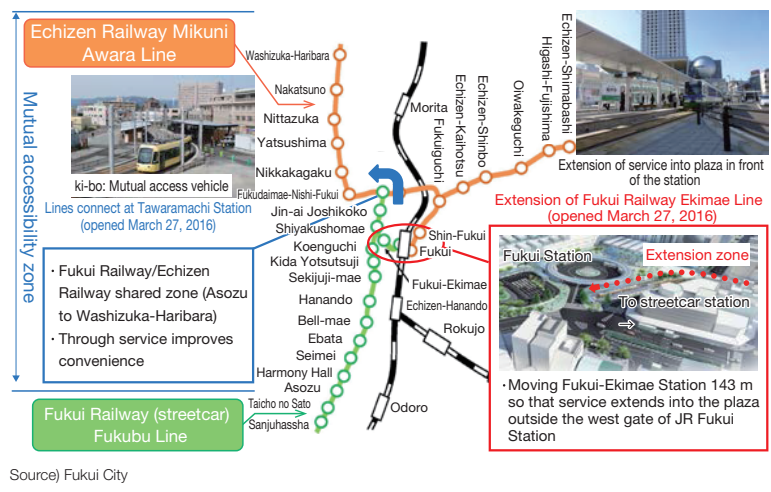 Echizen Railway Mikuni
Awara Line
Mutual accessibility zone
ki-bo: Mutual access vehicle
Lines connect at Tawaramachi Station
(opened March 27, 2016)
· Fukui Railway/Echizen
Railway shared zone (Asozu
to Washizuka-Haribara)
· Through service improves
convenience
Fukui Railway (streetcar)
Fukubu Line
Washizuka-Haribara
Nakatsuno
Nittazuka
Yatsushima
Nikkakagaku
Fukudaimae-Nishi-Fukui
Jin-ai Joshikoko
Shiyakushomae
Koenguchi
Kida Yotsutsuji
Sekijuji-mae
Hanando
Bell-mae
Ebata
Seimei
Harmony Hall
Asozu
Taicho no Sato
Sanjuhassha
Morita
Fukuiguchi
Echizen-Kaihotsu
Echizen-Shinbo
Oiwakeguchi
Higashi-Fujishima
Echizen-Shimabashi
Shin-Fukui
Fukui
Fukui-Ekimae
Echizen-Hanando
Rokujo
Odoro
Extension of service into plaza in front
of the station
Extension of Fukui Railway Ekimae Line
(opened March 27, 2016)
Fukui Station
Extension zone
To streetcar station
→
· Moving Fukui-Ekimae Station 143 m
so that service extends into the plaza
outside the west gate of JR Fukui
Station
Source) Fukui City